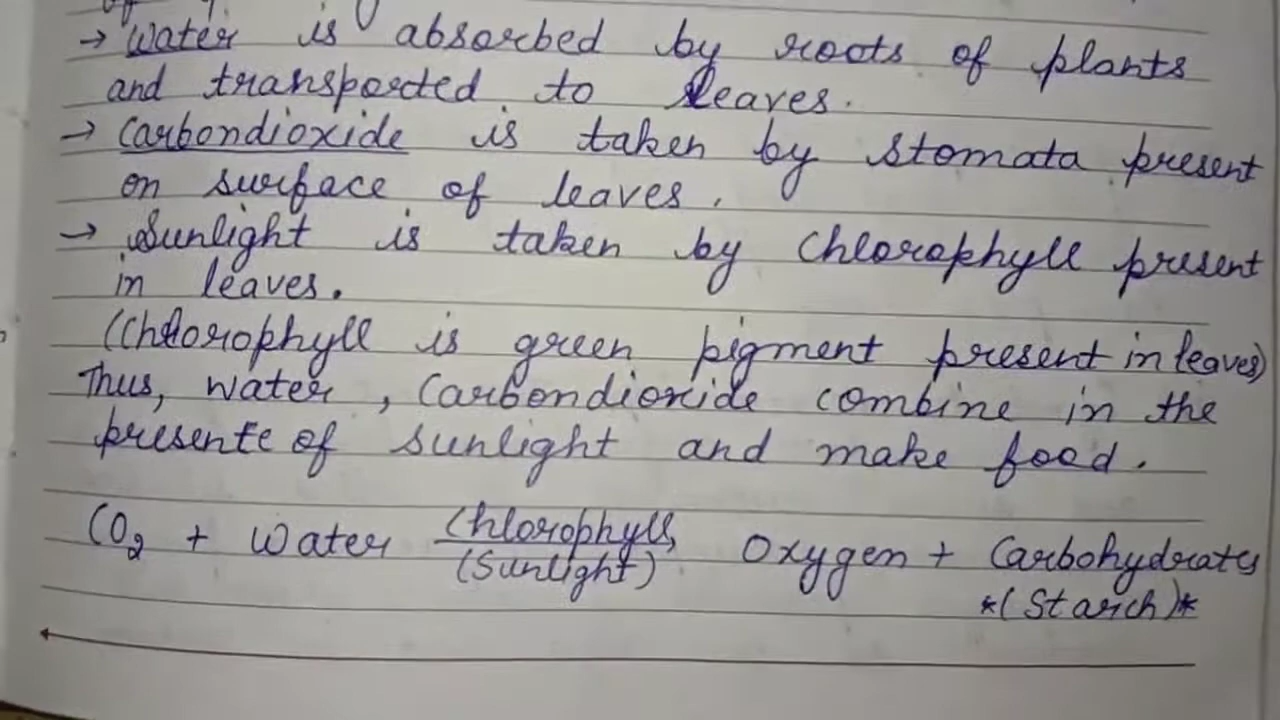 → Water is absorbed by roots of plants
and transported to leaves.
→ Carbondioxide is taken by stomata present
on surface of leaves.
→ Sunlight is taken by Chlorophyll present
in leaves.
(Chlorophyll is green pigment present in leaves)
Thus, water, Carbondioxide combine in the
presente of sunlight and make food.
CO₂ + Water Chlorophyll Oxygen + Carbohydrates
(Sunlight)
*(Starch)*